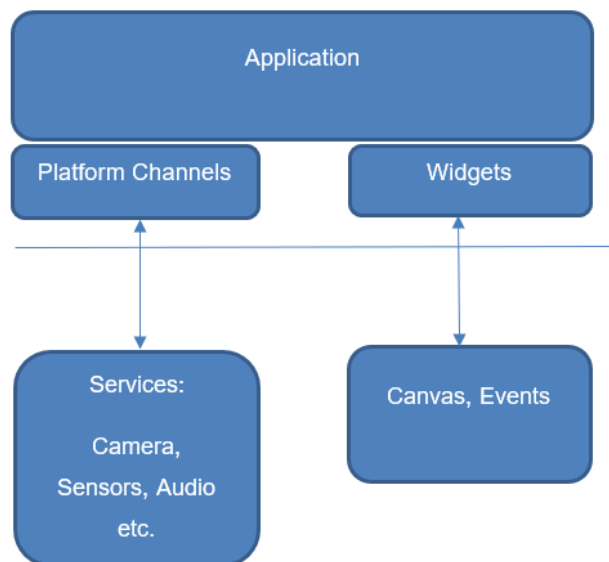 Application
Platform Channels
Widgets
Services:
Camera,
Sensors, Audio
etc.
Canvas, Events